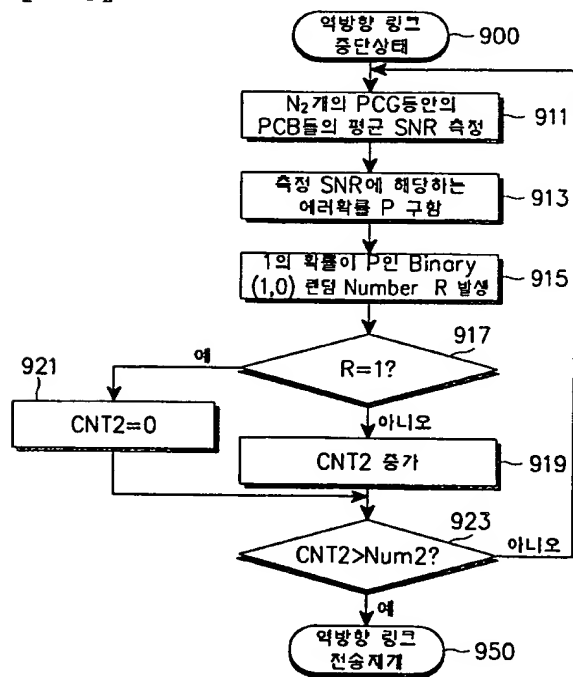 역방향 링크
중단상태
900
N₂개의 PCG동안의
PCB들의 평균 SNR 측정
911
측정 SNR에 해당하는
에러확률 P 구함
913
1의 확률이 P인 Binary
(1,0) 랜덤 Number R 발생
915
917
R=1?
예
921
CNT2=0
아니오
CNT2 증가
919
923
CNT2>Num2?
아니오
예
역방향 링크
전송재개
950